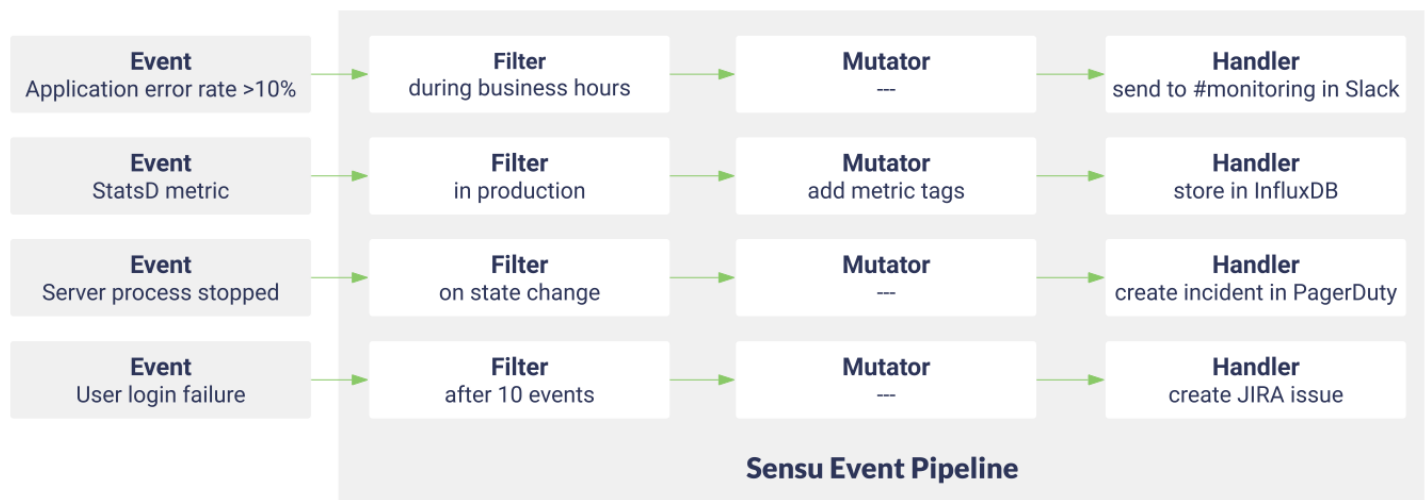 Event
Application error rate >10%
Filter
during business hours
Mutator
---
Handler
send to #monitoring in Slack
Event
StatsD metric
Filter
in production
Mutator
add metric tags
Handler
store in InfluxDB
Event
Server process stopped
Filter
on state change
Mutator
---
Handler
create incident in PagerDuty
Event
User login failure
Filter
after 10 events
Mutator
---
Handler
create JIRA issue
Sensu Event Pipeline